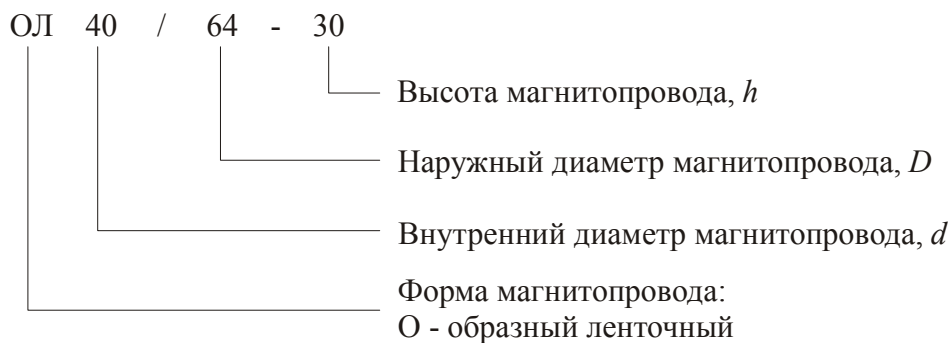 ОЛ 40 / 64 - 30
Высота магнитопровода, h
Наружный диаметр магнитопровода, D
Внутренний диаметр магнитопровода, d
Форма магнитопровода:
О - образный ленточный